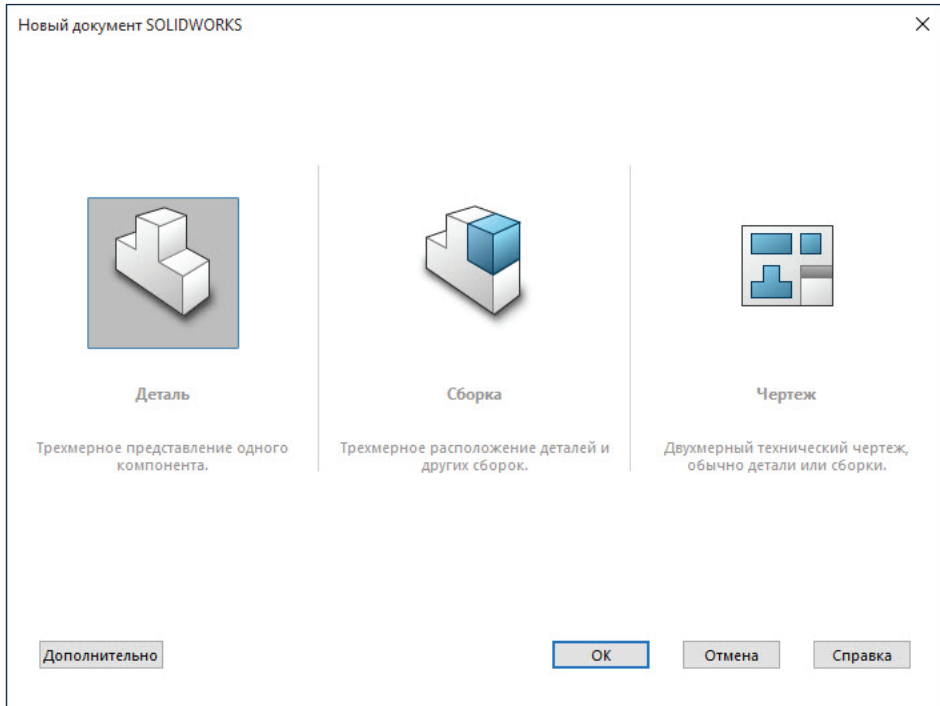 Новый документ SOLIDWORKS
Деталь
Трехмерное представление одного
компонента.
Сборка
Трехмерное расположение деталей и
других сборок.
Чертеж
Двухмерный технический чертеж,
обычно детали или сборки.
Дополнительно
ОК
Отмена
Справка